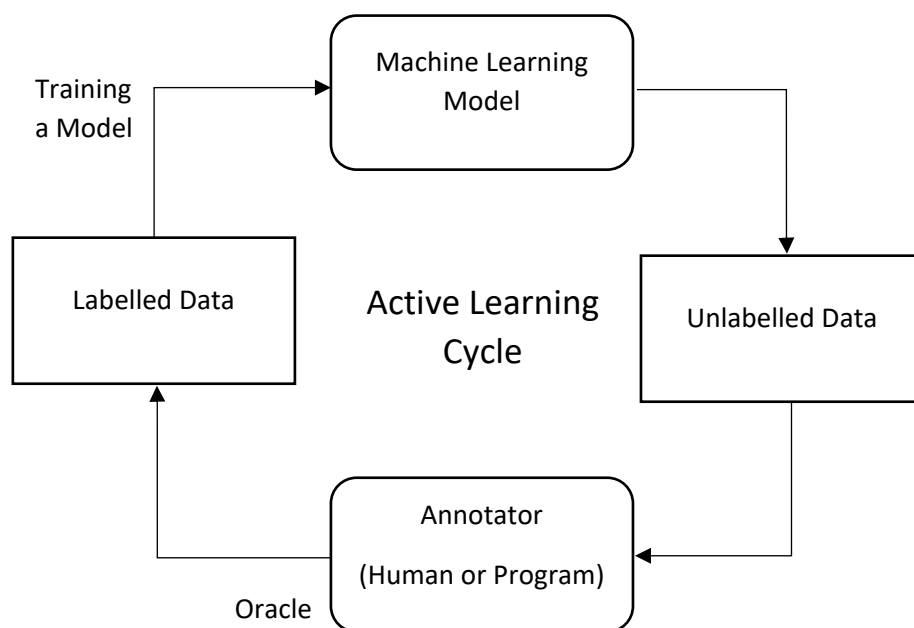 Machine Learning
Model
Training
a Model
Labelled Data
Active Learning
Cycle
Unlabelled Data
Annotator
(Human or Program)
Oracle